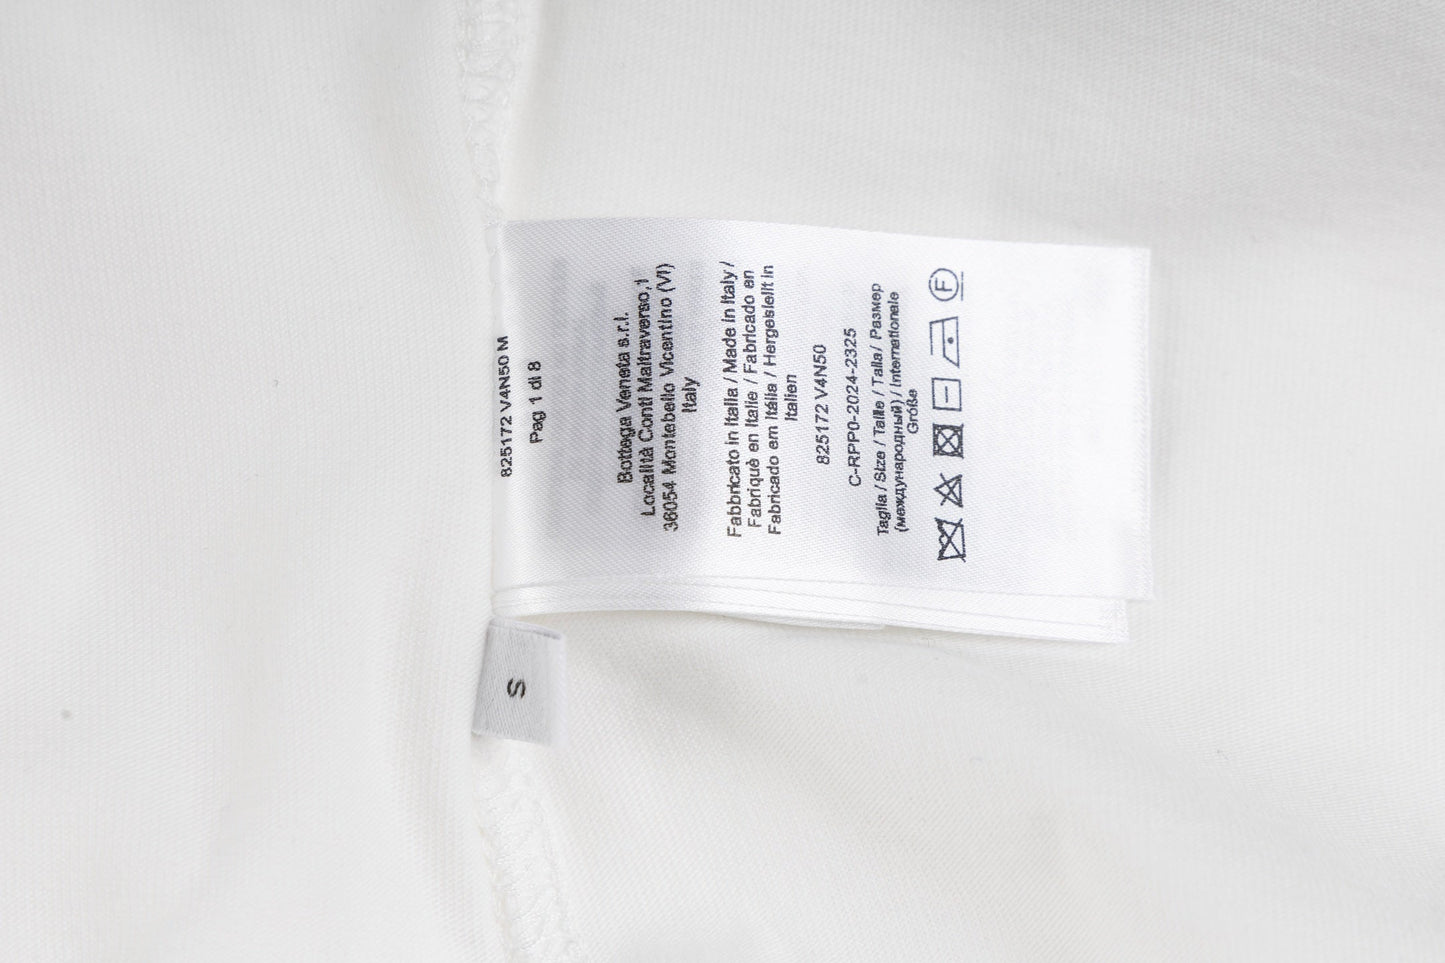 825172 V4N50 M
Pag 1 di 8
Bottega Veneta s.r.l.
Località Conti Maltraverso,1
36054 Montebello Vicentino (VI)
Italy
Fabbricato in Italia / Made in Italy /
Fabriqué en Italie / Fabricado en
Fabricado em Itália / Hergestellt in
Italien
825172 V4N50
C-RPP0-2024-2325
Taglia / Size / Taille / Talla / Размер
(международный) / Internationale
Größe
F
S